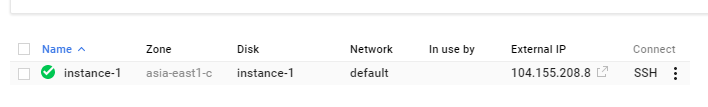 Name Zone Disk Network In use by External IP Connect
instance-1 asia-east1-c instance-1 default 104.155.208.8 SSH